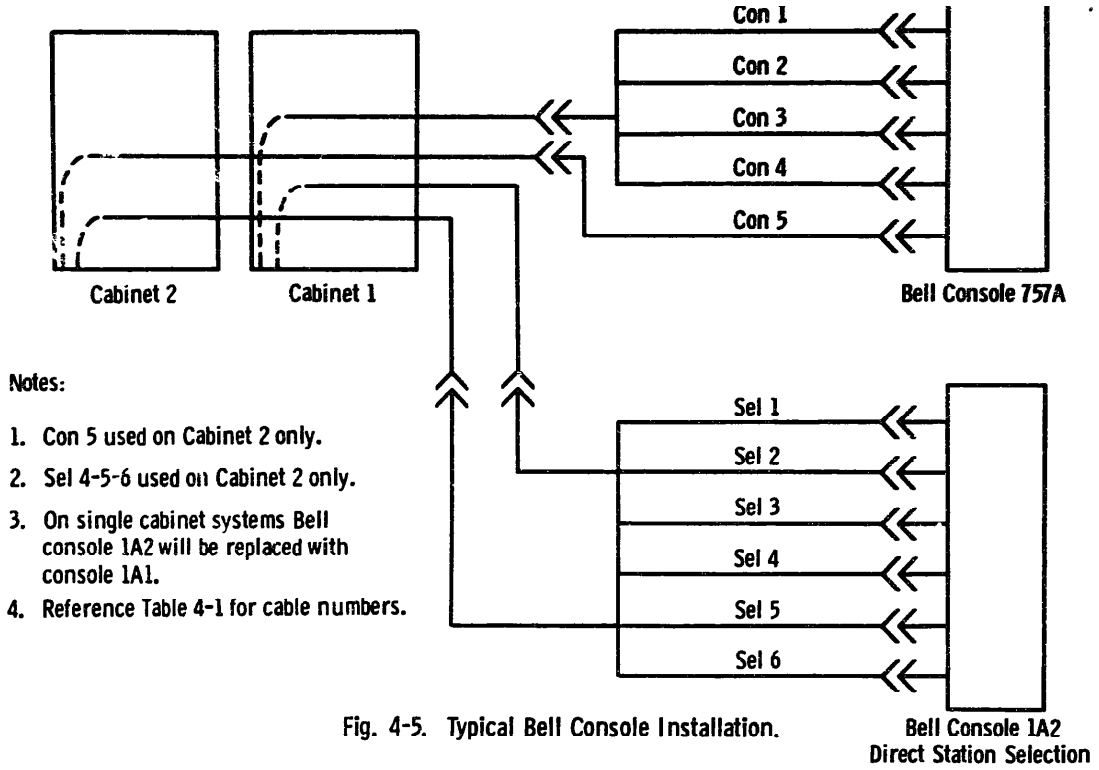 Con 1
Con 2
Con 3
Con 4
Con 5
Cabinet 2
Cabinet 1
Bell Console 757A
Notes:
1. Con 5 used on Cabinet 2 only.
2. Sel 4-5-6 used on Cabinet 2 only.
3. On single cabinet systems Bell
console 1A2 will be replaced with
console 1A1.
4. Reference Table 4-1 for cable numbers.
Sel 1
Sel 2
Sel 3
Sel 4
Sel 5
Sel 6
Fig. 4-5. Typical Bell Console Installation.
Bell Console 1A2
Direct Station Selection